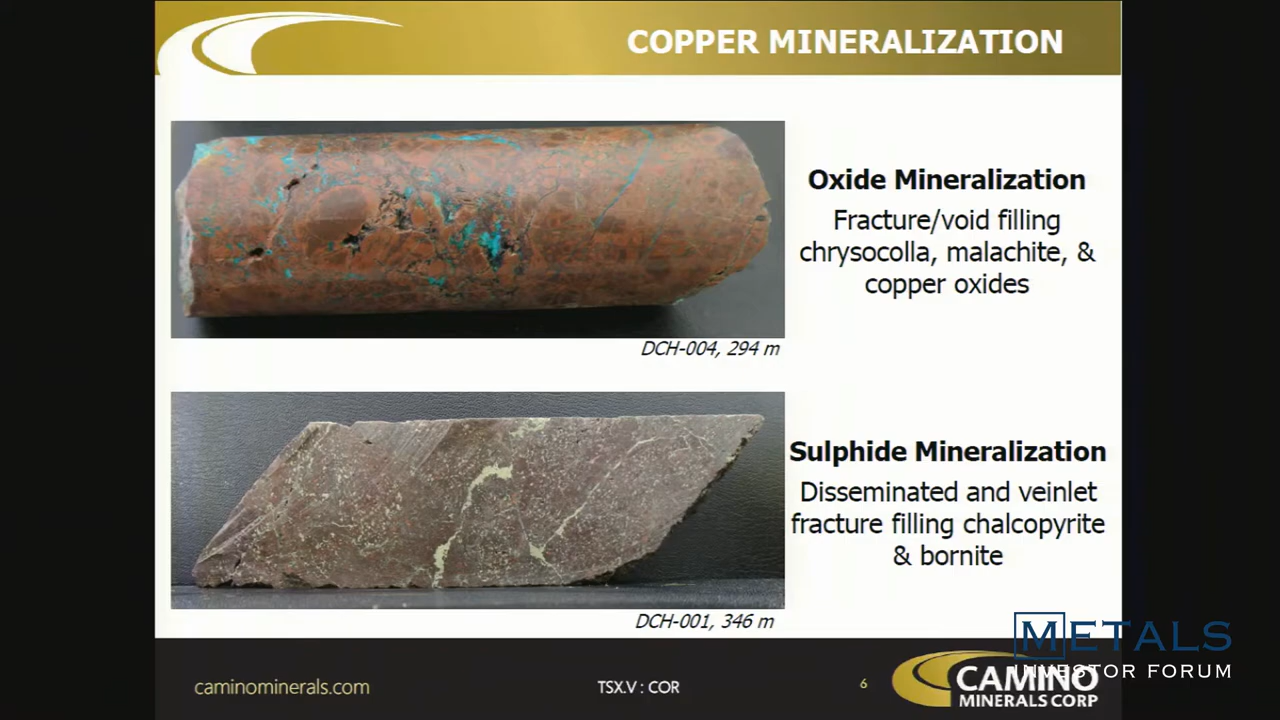 COPPER MINERALIZATION
Oxide Mineralization
Fracture/void filling
chrysocolla, malachite, &
copper oxides
DCH-004, 294 m
Sulphide Mineralization
Disseminated and veinlet
fracture filling chalcopyrite
& bornite
DCH-001, 346 m
METALS
INVESTOR FORUM
caminominerals.com
TSX.V : COR
6
CAMINO
MINERALS CORP